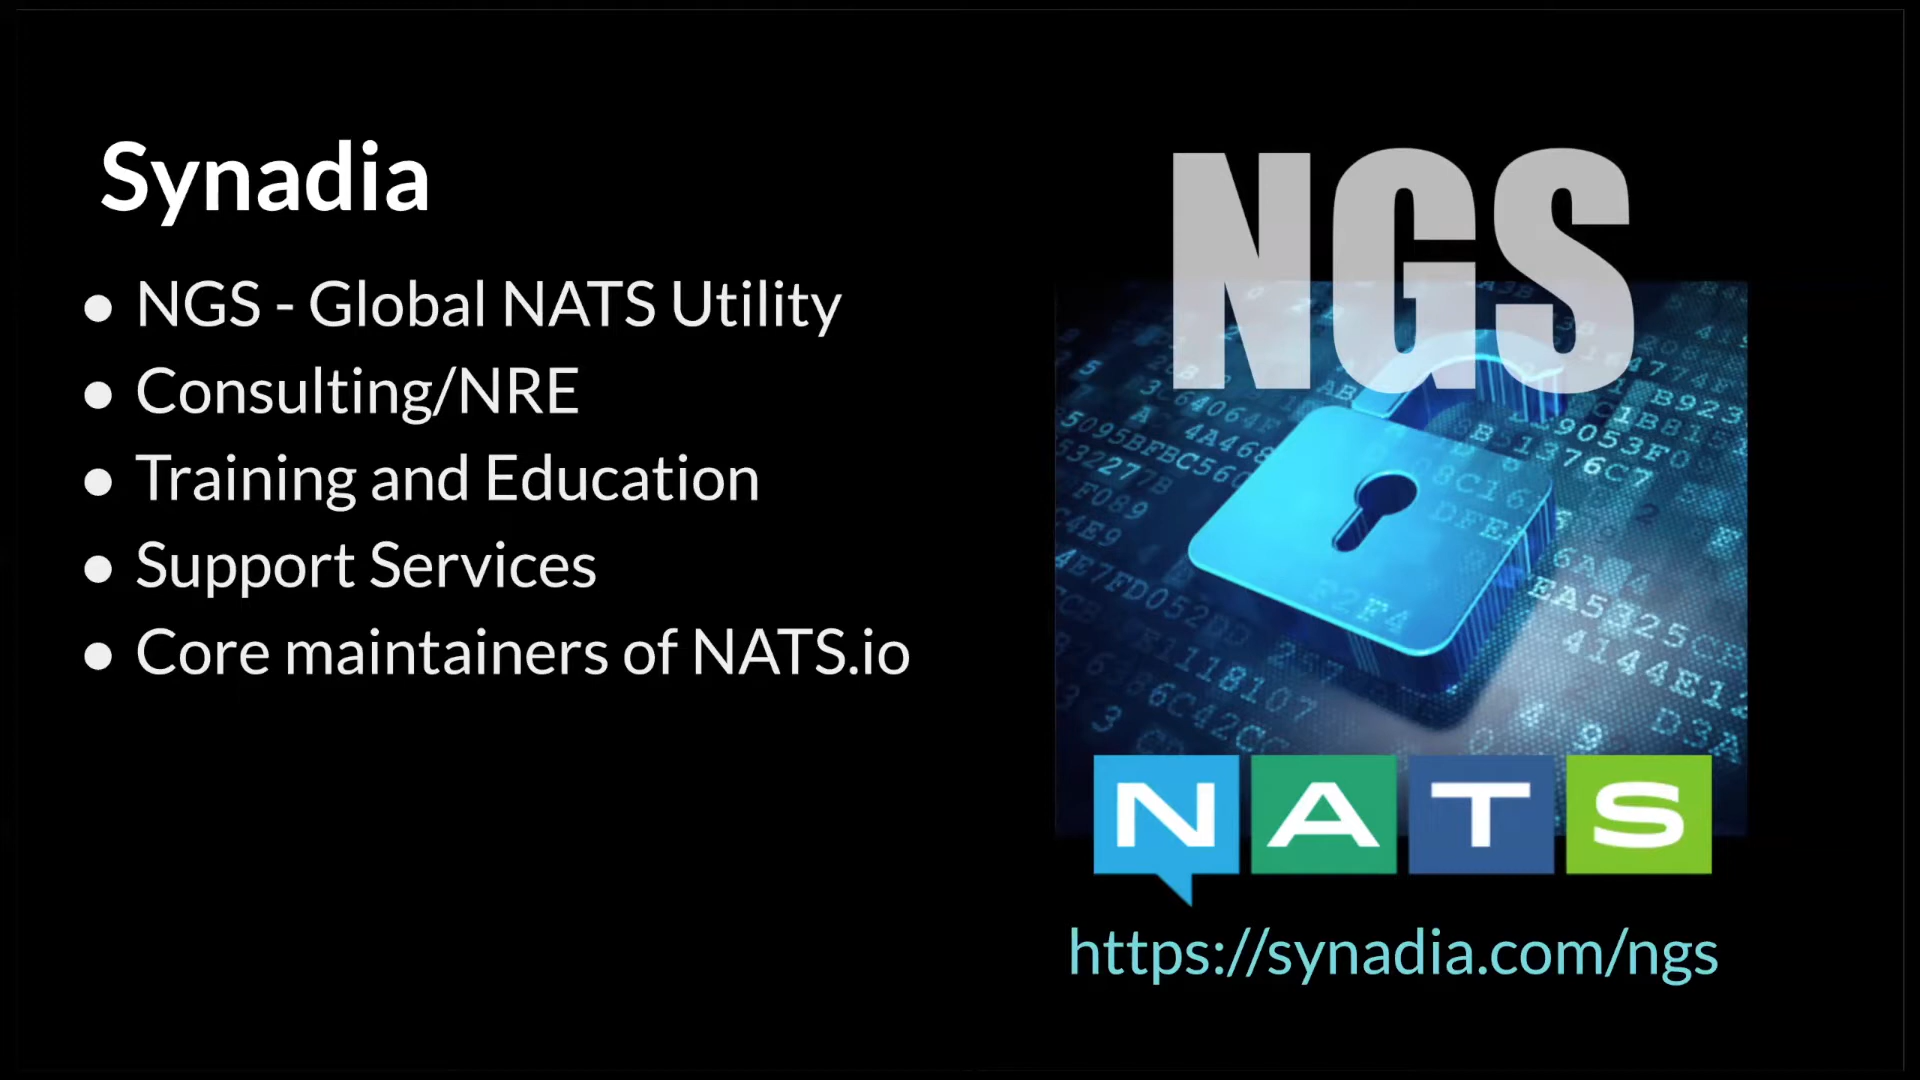 Synadia
● NGS - Global NATS Utility
● Consulting/NRE
● Training and Education
● Support Services
● Core maintainers of NATS.io
NGS
NATS
https://synadia.com/ngs